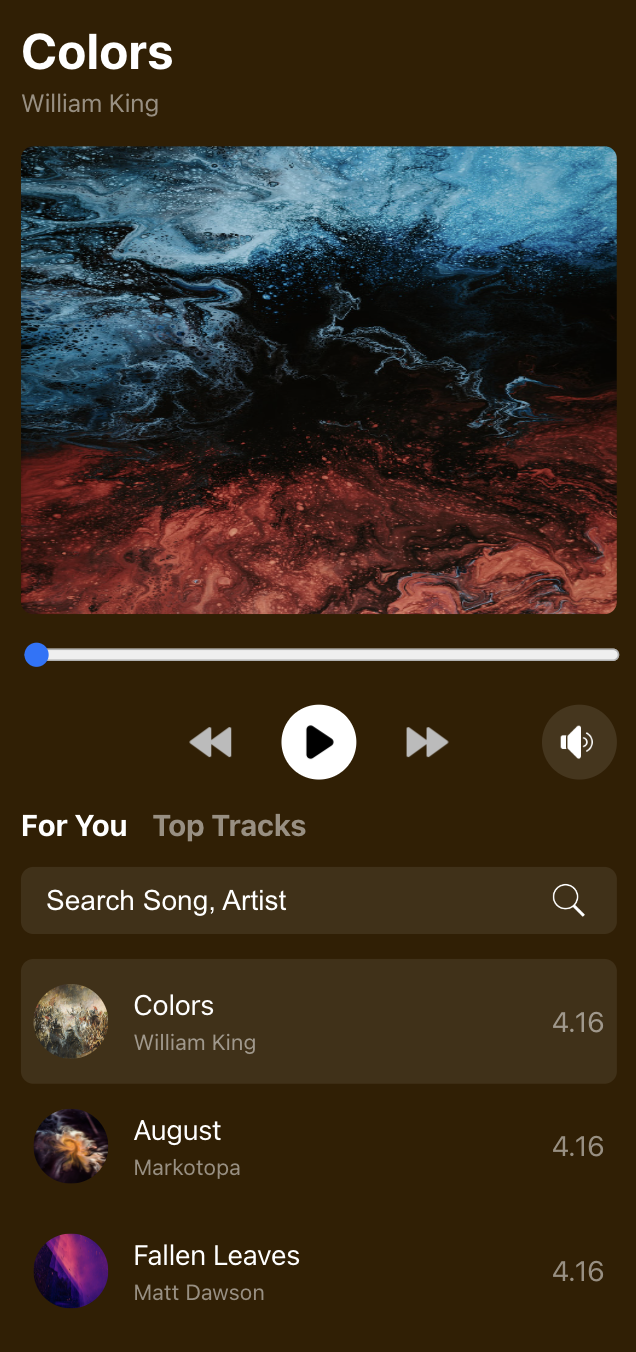 Colors
William King
For You Top Tracks
Search Song, Artist
Colors
William King
4.16
August
Markotopa
4.16
Fallen Leaves
Matt Dawson
4.16